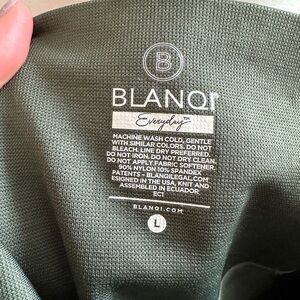 B
BLANQI
Everyday™
MACHINE WASH COLD, GENTLE
WITH SIMILAR COLORS. DO NOT
BLEACH. LINE DRY PREFERRED.
DO NOT IRON. DO NOT DRY CLEAN.
DO NOT APPLY FABRIC SOFTENER
90% NYLON 10% SPANDEX
PATENTS - BLANQILEGAL.COM
ESIGNED IN THE USA, KNIT AND
ASSEMBLED IN ECUADOR
EC1
BLANQI.COM
L